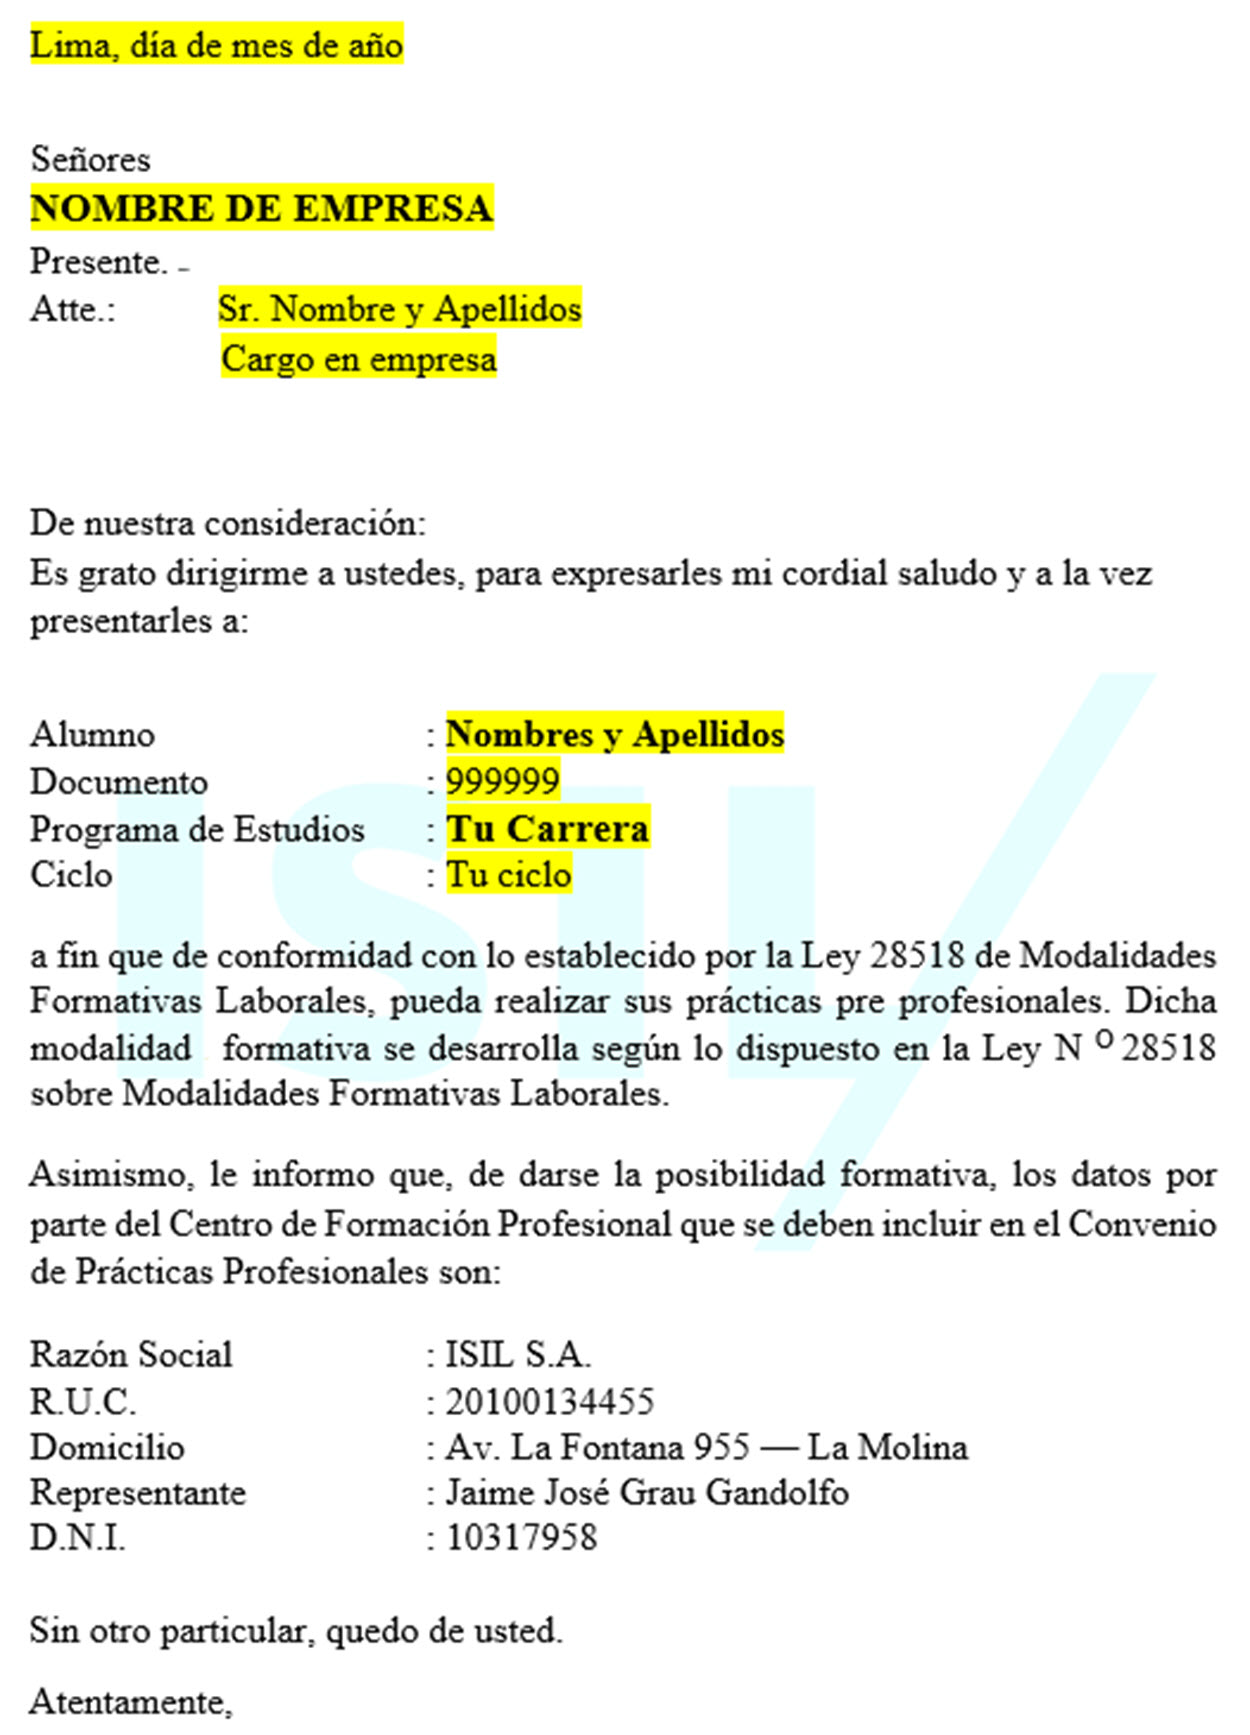 Lima, día de mes de año
Señores
NOMBRE DE EMPRESA
Presente. -
Atte.: Sr. Nombre y Apellidos
Cargo en empresa
De nuestra consideración:
Es grato dirigirme a ustedes, para expresarles mi cordial saludo y a la vez
presentarles a:
Alumno : Nombres y Apellidos
Documento : 999999
Programa de Estudios : Tu Carrera
Ciclo : Tu ciclo
a fin que de conformidad con lo establecido por la Ley 28518 de Modalidades
Formativas Laborales, pueda realizar sus prácticas pre profesionales. Dicha
modalidad formativa se desarrolla según lo dispuesto en la Ley N º 28518
sobre Modalidades Formativas Laborales.
Asimismo, le informo que, de darse la posibilidad formativa, los datos por
parte del Centro de Formación Profesional que se deben incluir en el Convenio
de Prácticas Profesionales son:
Razón Social : ISIL S.A.
R.U.C. : 20100134455
Domicilio : Av. La Fontana 955 — La Molina
Representante : Jaime José Grau Gandolfo
D.N.I. : 10317958
Sin otro particular, quedo de usted.
Atentamente,
isil/